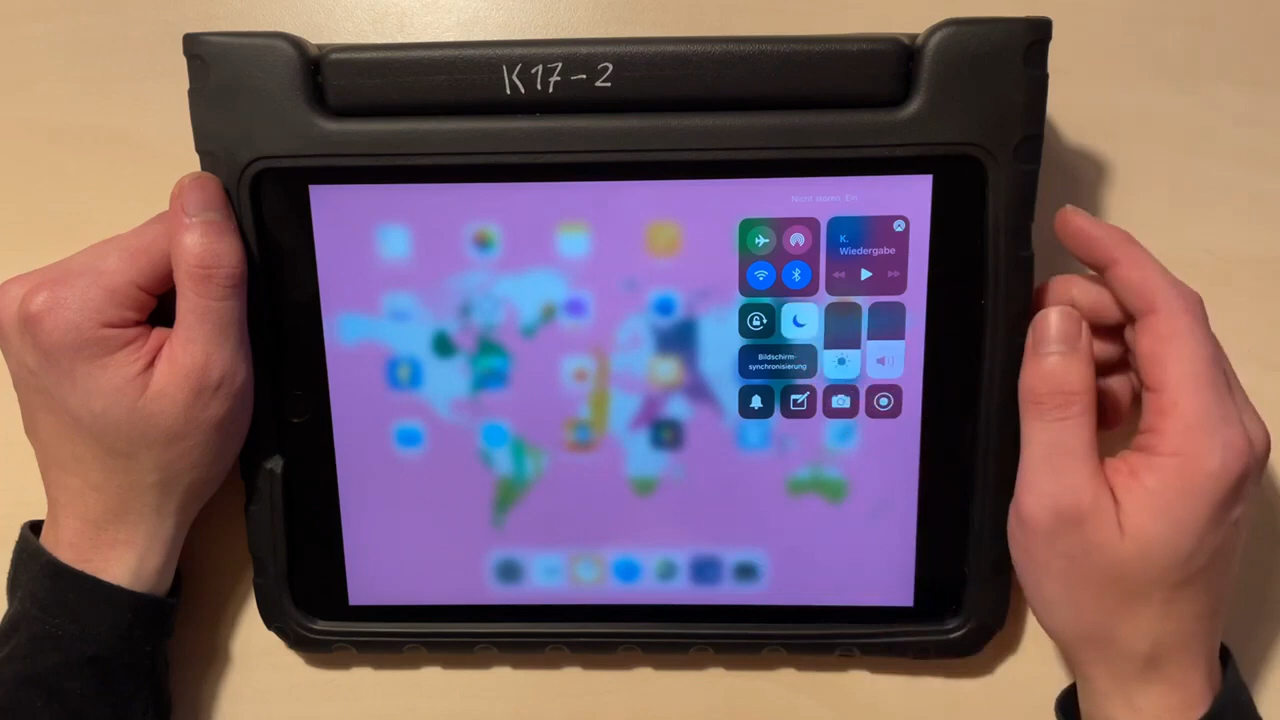 K17-2
Nicht stören: Ein
K.
Wiedergabe
Bildschirm-
synchronisierung